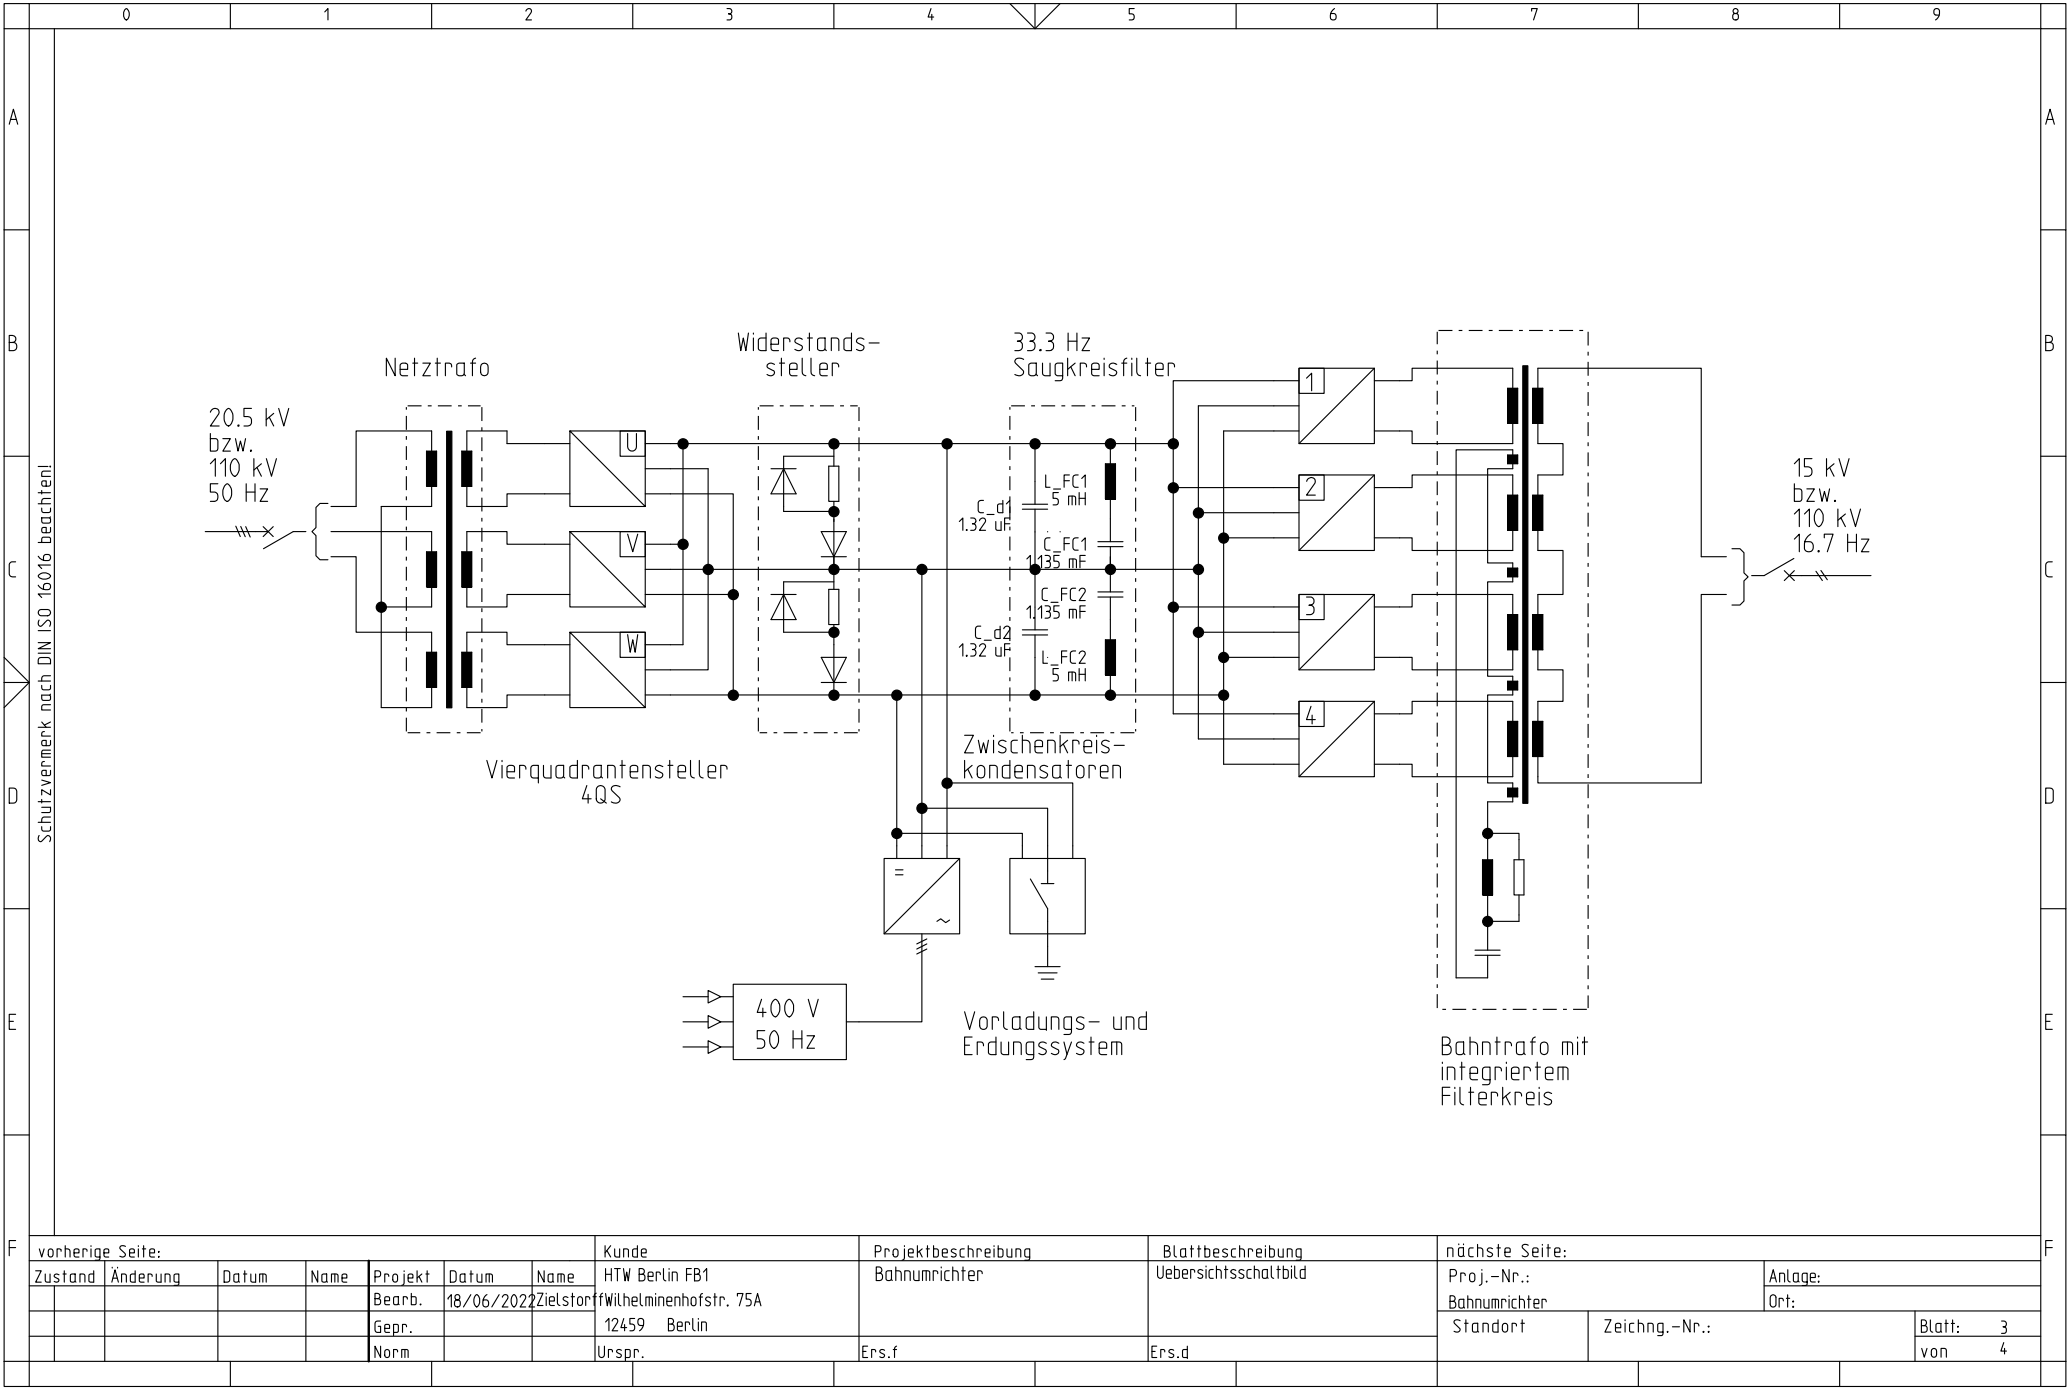 0 1 2 3 4 5 6 7 8 9
A
B
C
D
E
F
A
B
C
D
E
F
Schutzvermerk nach DIN ISO 16016 beachten!
20.5 kV
bzw.
110 kV
50 Hz
Netztrafo
U
V
W
Vierquadrantensteller
4QS
Widerstands-
steller
33.3 Hz
Saugkreisfilter
L_FC1
5 mH
C_d1
1.32 uF
C_FC1
1.135 mF
C_FC2
1.135 mF
C_d2
1.32 uF
L_FC2
5 mH
Zwischenkreis-
kondensatoren
=
~
400 V
50 Hz
Vorladungs- und
Erdungssystem
1
2
3
4
Bahntrafo mit
integriertem
Filterkreis
15 kV
bzw.
110 kV
16.7 Hz
vorherige Seite:
Zustand Änderung Datum Name Projekt Datum Name
Bearb. 18/06/2022 Zielstorff
Gepr.
Norm
Kunde
HTW Berlin FB1
Wilhelminenhofstr. 75A
12459 Berlin
Urspr.
Projektbeschreibung
Bahnumrichter
Ers.f
Blattbeschreibung
Uebersichtsschaltbild
Ers.d
nächste Seite:
Proj.-Nr.:
Bahnumrichter
Anlage:
Ort:
Standort
Zeichng.-Nr.:
Blatt: 3
von 4